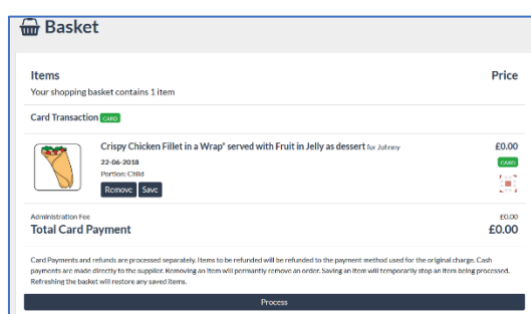 Basket
Items Price
Your shopping basket contains 1 item
Card Transaction CARD
Crispy Chicken Fillet in a Wrap* served with Fruit in Jelly as dessert for Johnny £0.00
22-06-2018 CARD
Portion: Child
Remove Save
Administration Fee £0.00
Total Card Payment £0.00
Card Payments and refunds are processed separately. Items to be refunded will be refunded to the payment method used for the original charge. Cash
payments are made directly to the supplier. Removing an item will permantly remove an order. Saving an item will temporarily stop an item being processed.
Refreshing the basket will restore any saved items.
Process